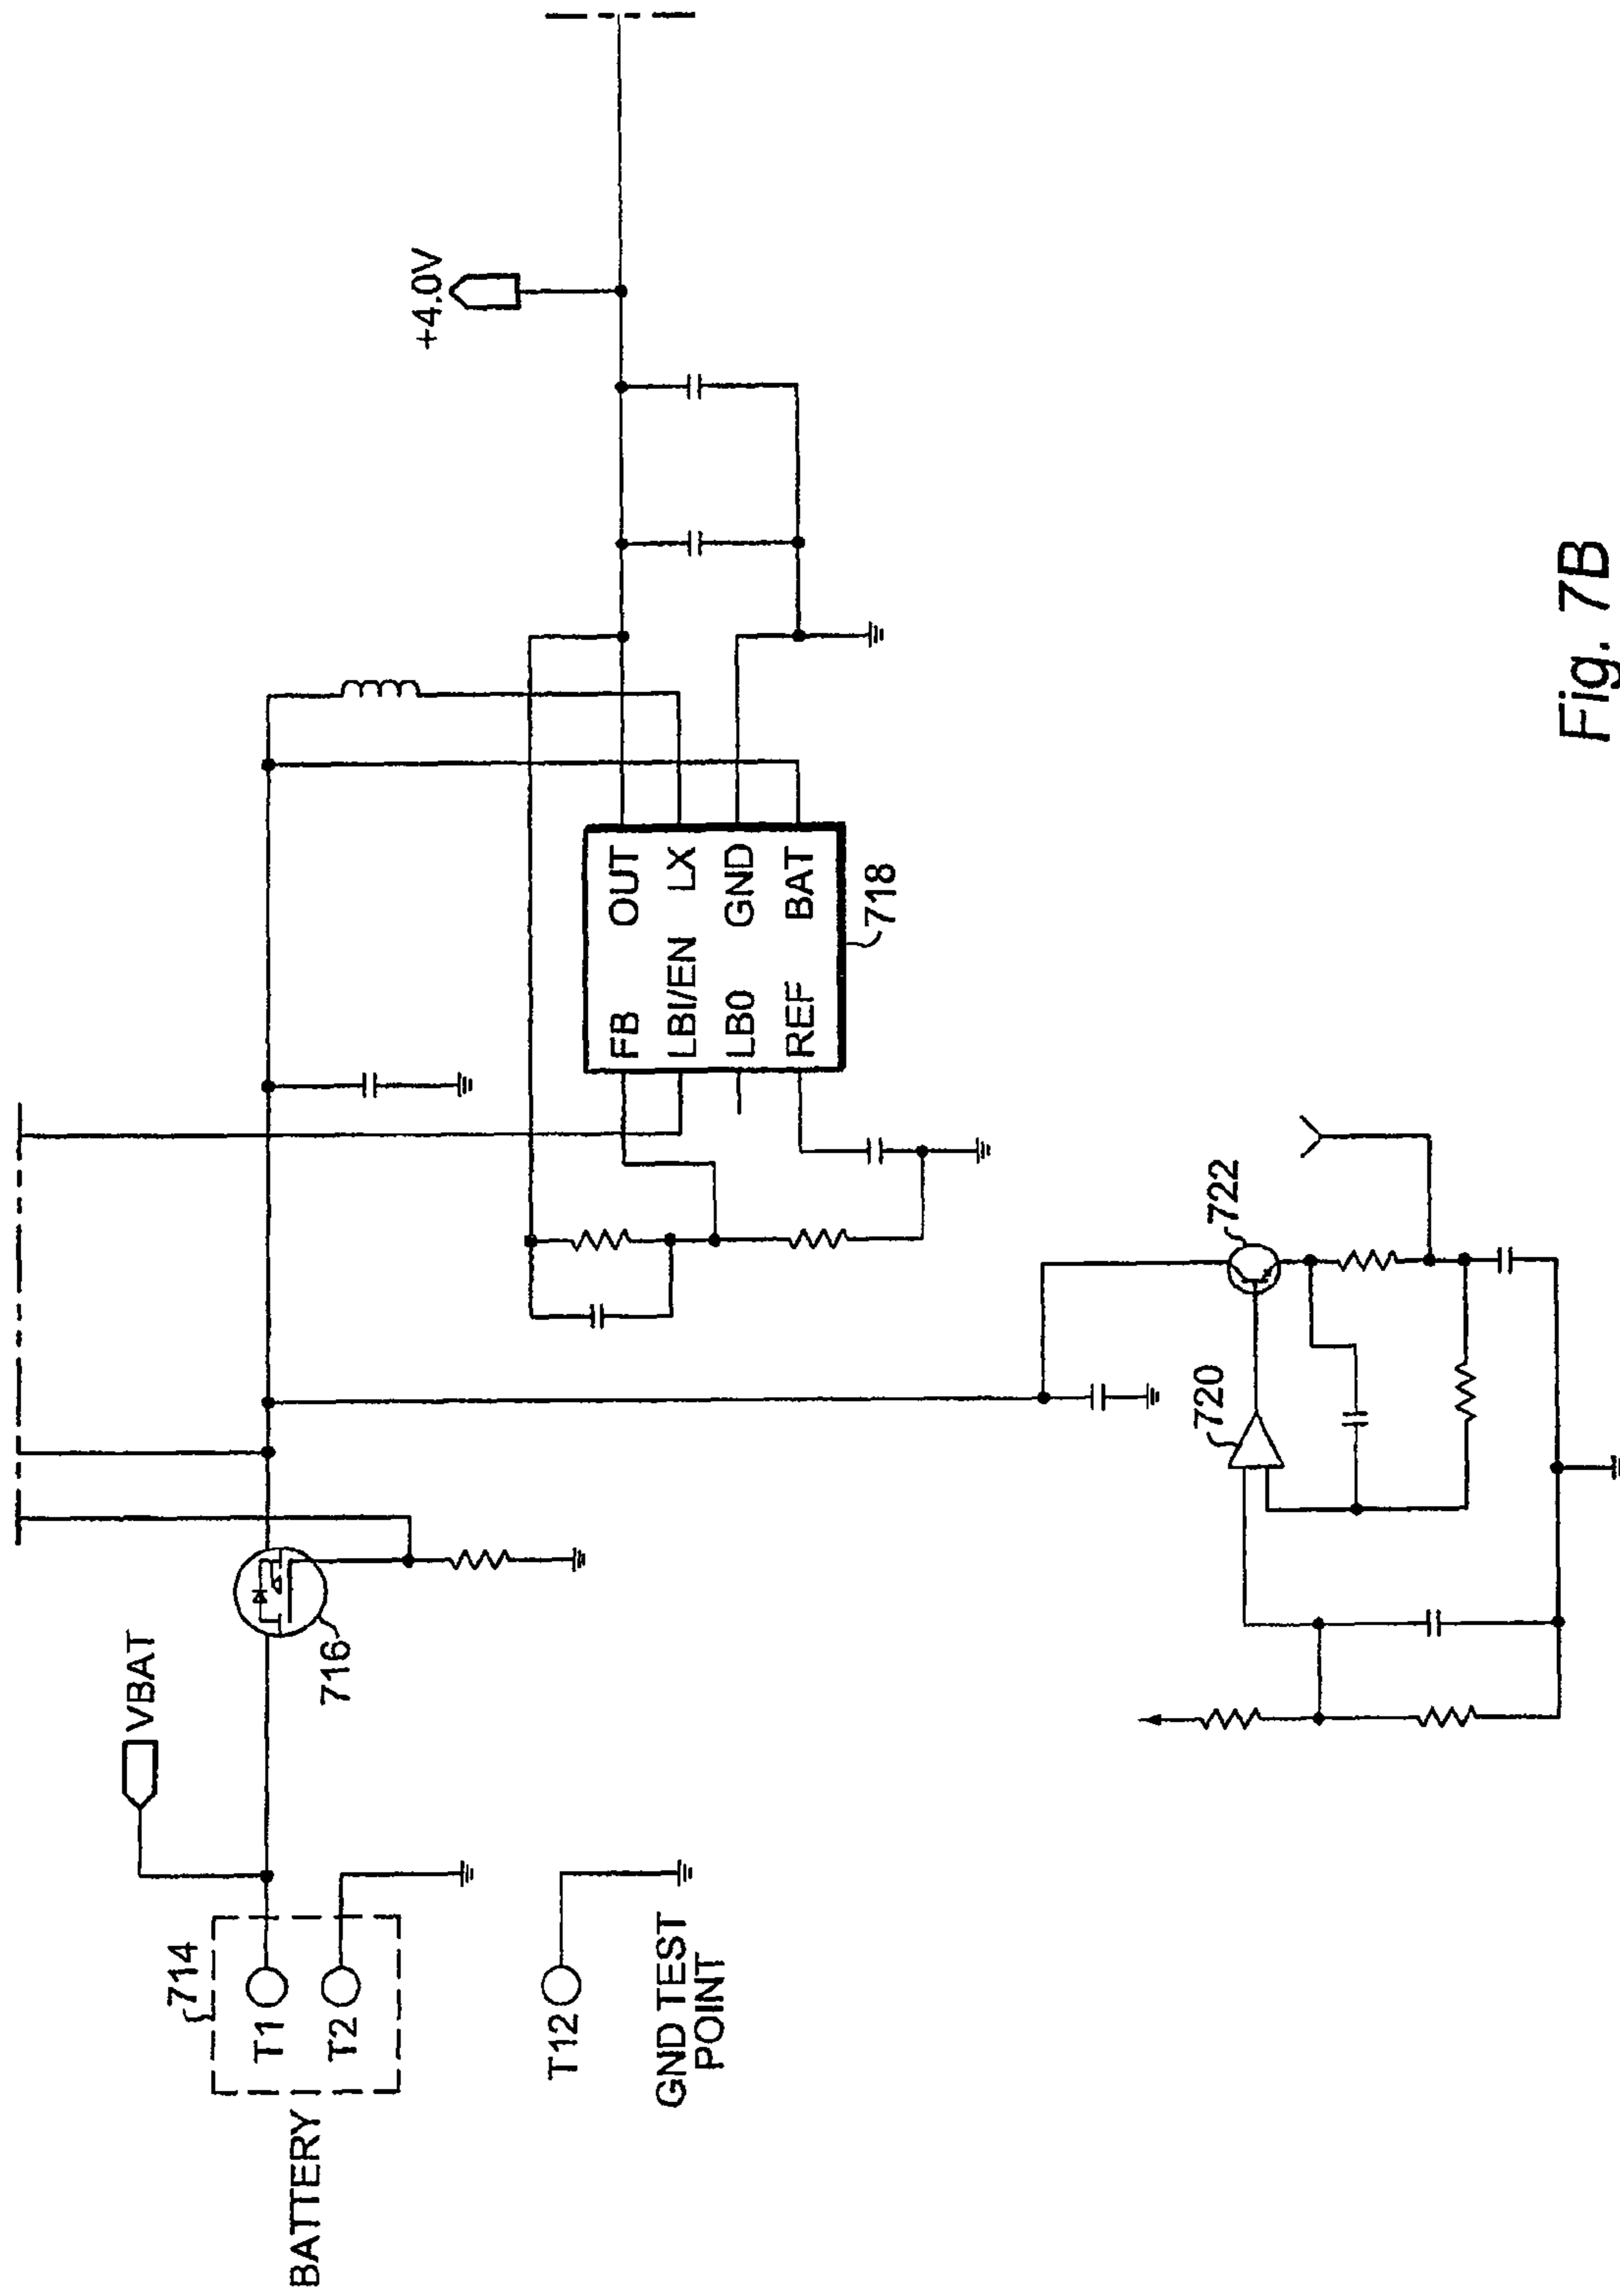 BATTERY
714
T1
T2
VBAT
716
T12
GND TEST
POINT
+4.0V
FB OUT
LBI/EN LX
LB0 GND
REF BAT
718
720
722
Fig. 7B